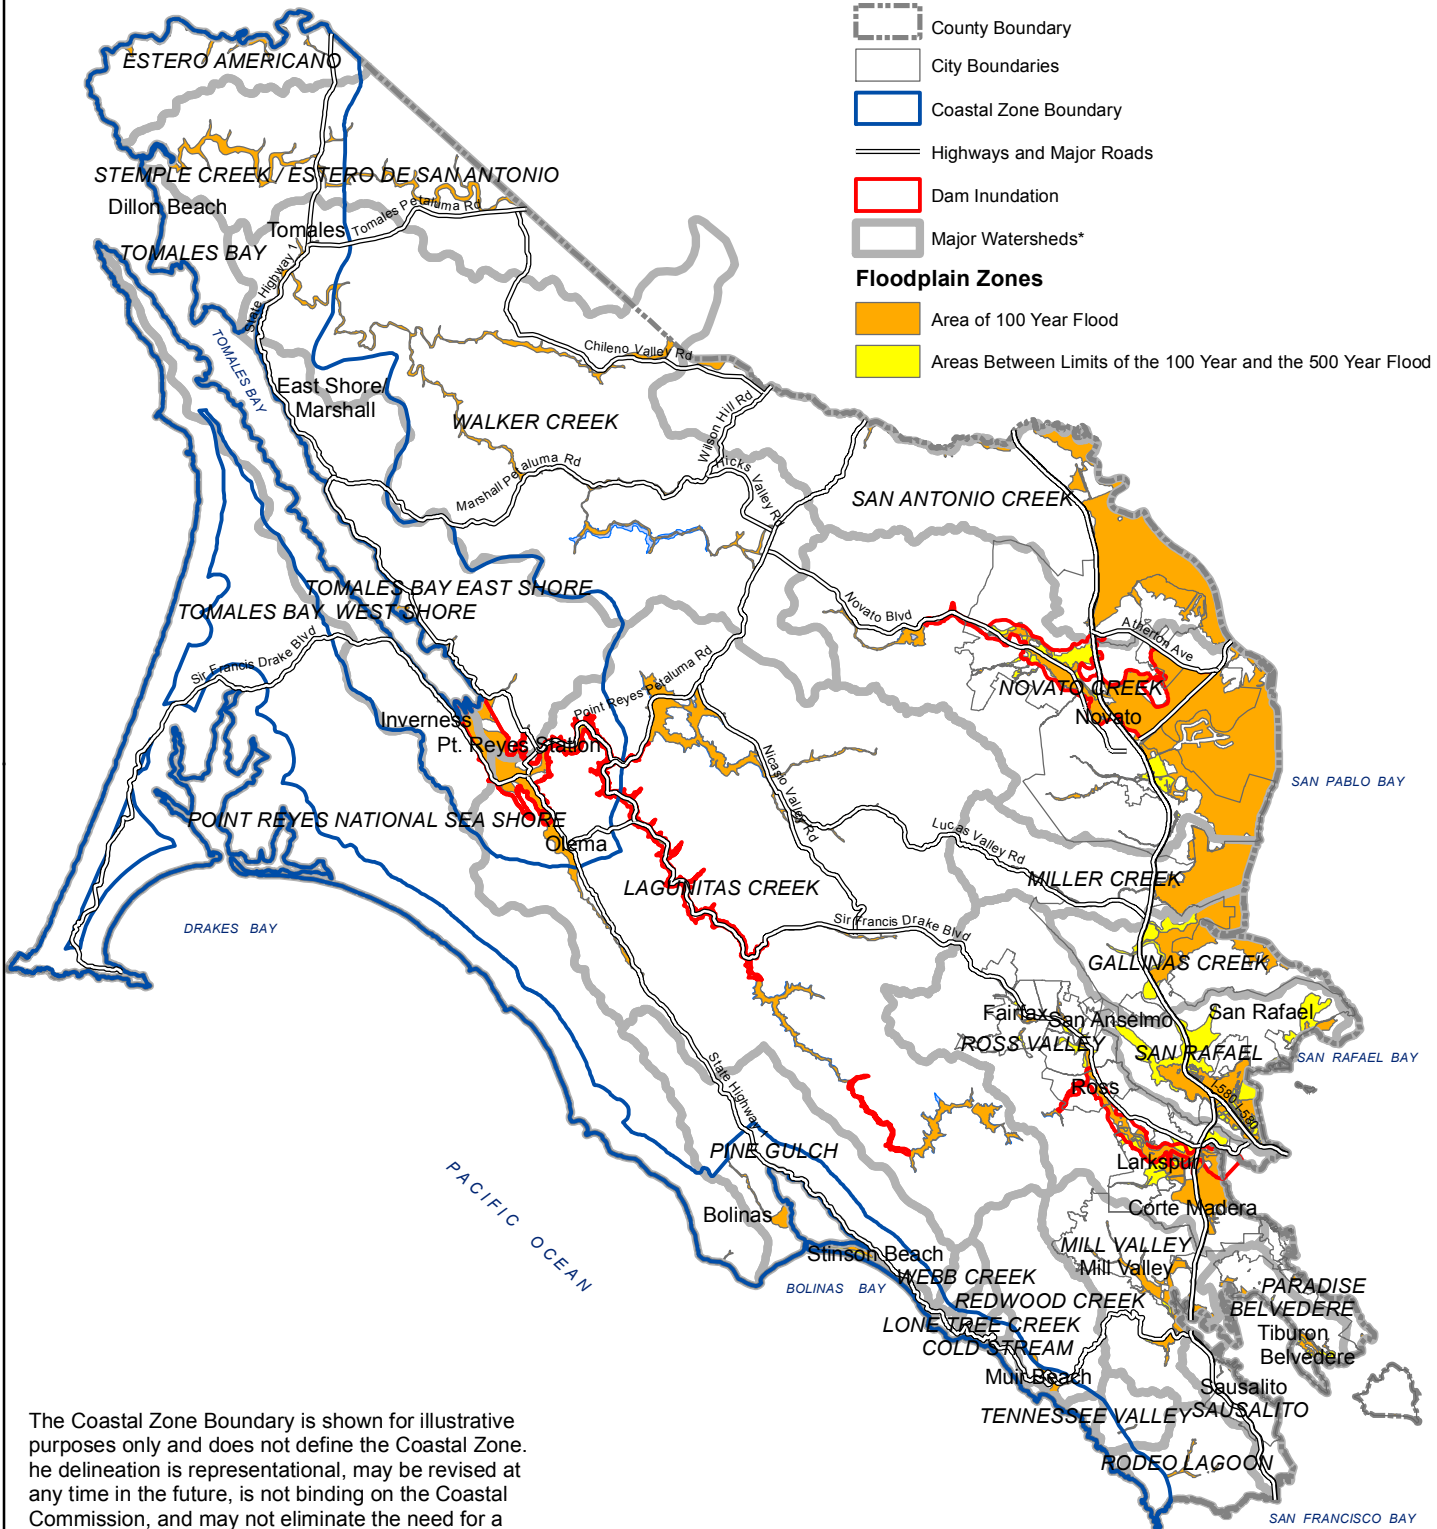 County Boundary
City Boundaries
Coastal Zone Boundary
Highways and Major Roads
Dam Inundation
Major Watersheds*
Floodplain Zones
Area of 100 Year Flood
Areas Between Limits of the 100 Year and the 500 Year Flood
ESTERO AMERICANO
STEMPLE CREEK / ESTERO DE SAN ANTONIO
Dillon Beach
Tomales
Tomales Petaluma Rd
TOMALES BAY
State Highway 1
TOMALES BAY
Chileno Valley Rd
East Shore/
Marshall
WALKER CREEK
Wilson Hill Rd
Hicks Valley Rd
Marshall Petaluma Rd
SAN ANTONIO CREEK
TOMALES BAY EAST SHORE
TOMALES BAY WEST SHORE
Novato Blvd
Atherton Ave
Sir Francis Drake Blvd
Point Reyes Petaluma Rd
NOVATO CREEK
Novato
Inverness
Pt. Reyes Station
Nicasio Valley Rd
SAN PABLO BAY
POINT REYES NATIONAL SEA SHORE
Olema
Lucas Valley Rd
LAGUNITAS CREEK
MILLER CREEK
DRAKES BAY
Sir Francis Drake Blvd
GALLINAS CREEK
Fairfax
San Anselmo
San Rafael
ROSS VALLEY
SAN RAFAEL
SAN RAFAEL BAY
State Highway 1
Ross
I-580
I-580
PINE GULCH
Larkspur
PACIFIC OCEAN
Bolinas
Corte Madera
Stinson Beach
MILL VALLEY
Mill Valley
BOLINAS BAY
WEBB CREEK
PARADISE
REDWOOD CREEK
BELVEDERE
LONE TREE CREEK
Tiburon
COLD STREAM
Belvedere
Muir Beach
Sausalito
TENNESSEE VALLEY
SAUSALITO
RODEO LAGOON
SAN FRANCISCO BAY
The Coastal Zone Boundary is shown for illustrative
purposes only and does not define the Coastal Zone.
he delineation is representational, may be revised at
any time in the future, is not binding on the Coastal
Commission, and may not eliminate the need for a